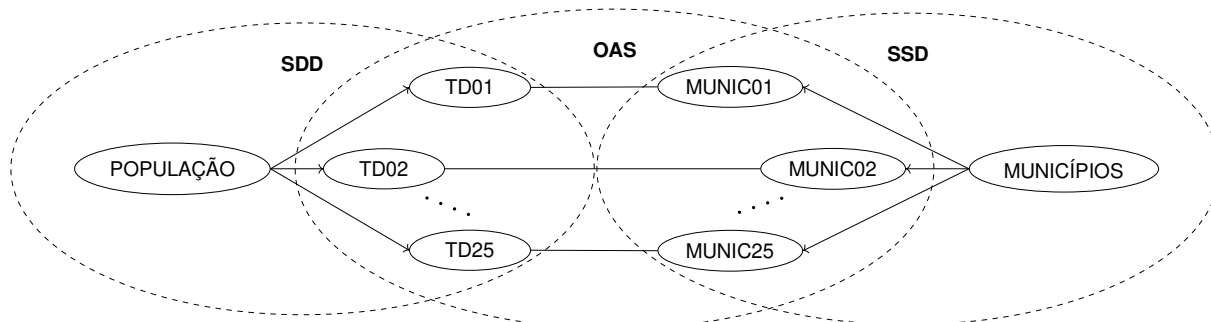 SDD
OAS
SSD
TD01
MUNIC01
POPULAÇÃO
TD02
MUNIC02
MUNICÍPIOS
TD25
MUNIC25